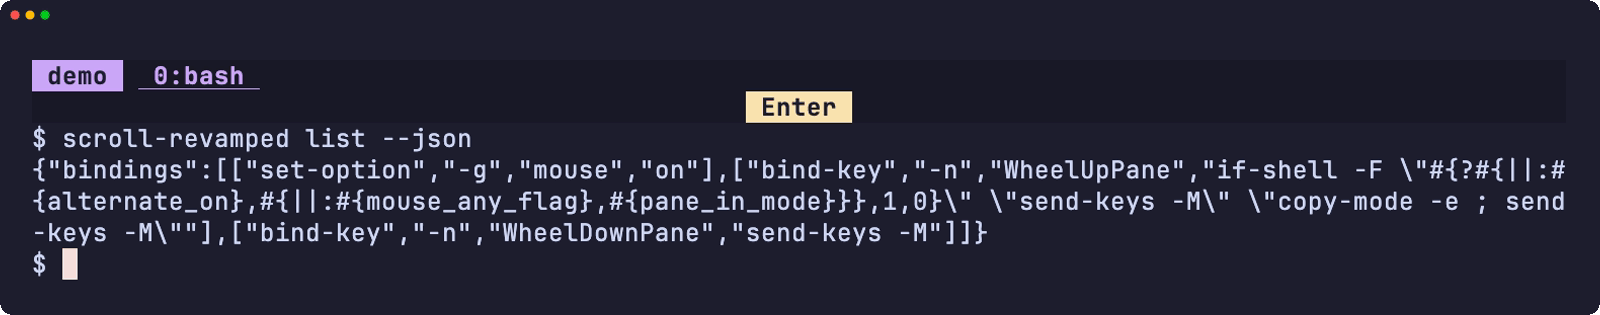 demo 0:bash
Enter
$ scroll-revamped list --json
{"bindings":[["set-option","-g","mouse","on"],["bind-key","-n","WheelUpPane","if-shell -F \"#{?#{||:#
{alternate_on},#{||:#{mouse_any_flag},#{pane_in_mode}}},1,0}\" \"send-keys -M\" \"copy-mode -e ; send
-keys -M\""],["bind-key","-n","WheelDownPane","send-keys -M"]]}
$